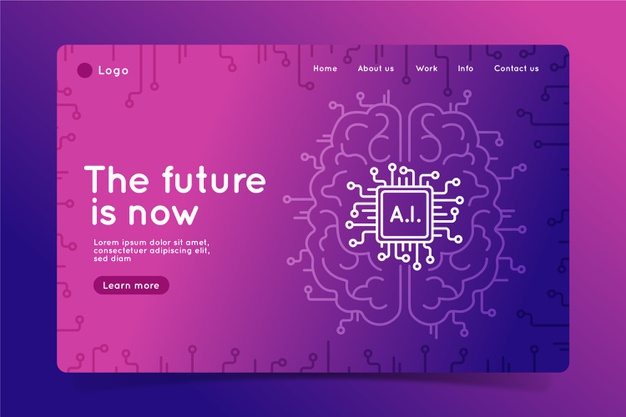 Logo
Home About us Work Info Contact us
The future
is now
Lorem ipsum dolor sit amet,
consectetuer adipiscing elit,
sed diam
Learn more
A.I.